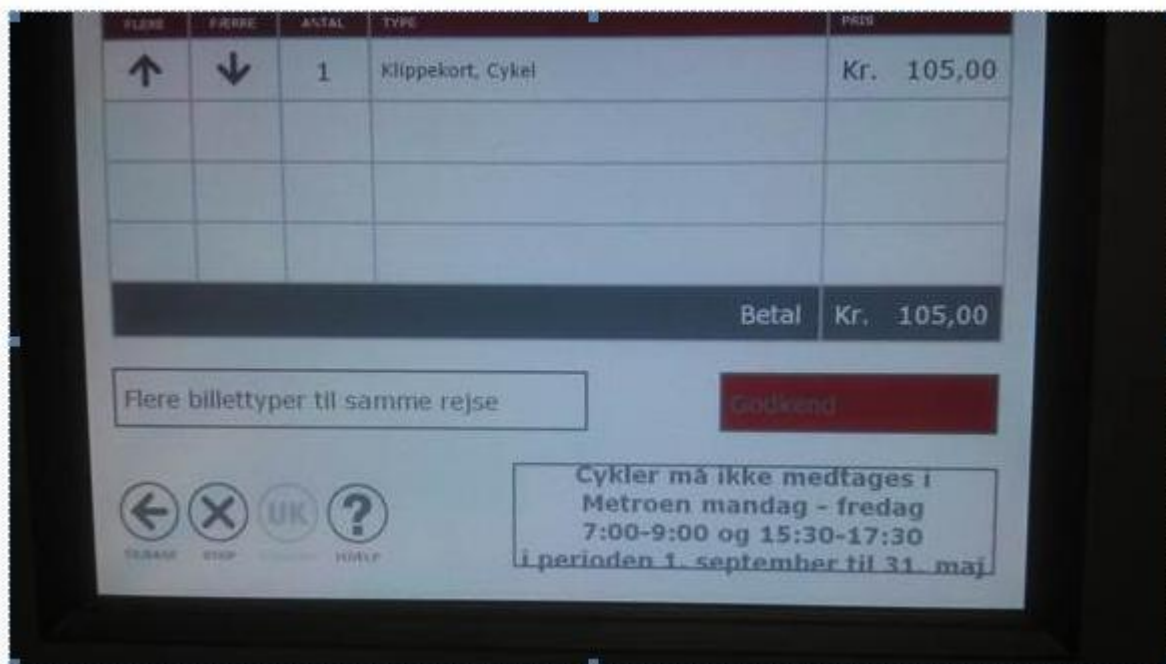 FLERE FÆRRE ANTAL TYPE PRIS
1 Klippekort, Cykel Kr. 105,00
Betal Kr. 105,00
Flere billettyper til samme rejse
Godkend
Cykler må ikke medtages i
Metroen mandag - fredag
7:00-9:00 og 15:30-17:30
i perioden 1. september til 31. maj
UK
TILBAGE STOP HJÆLP